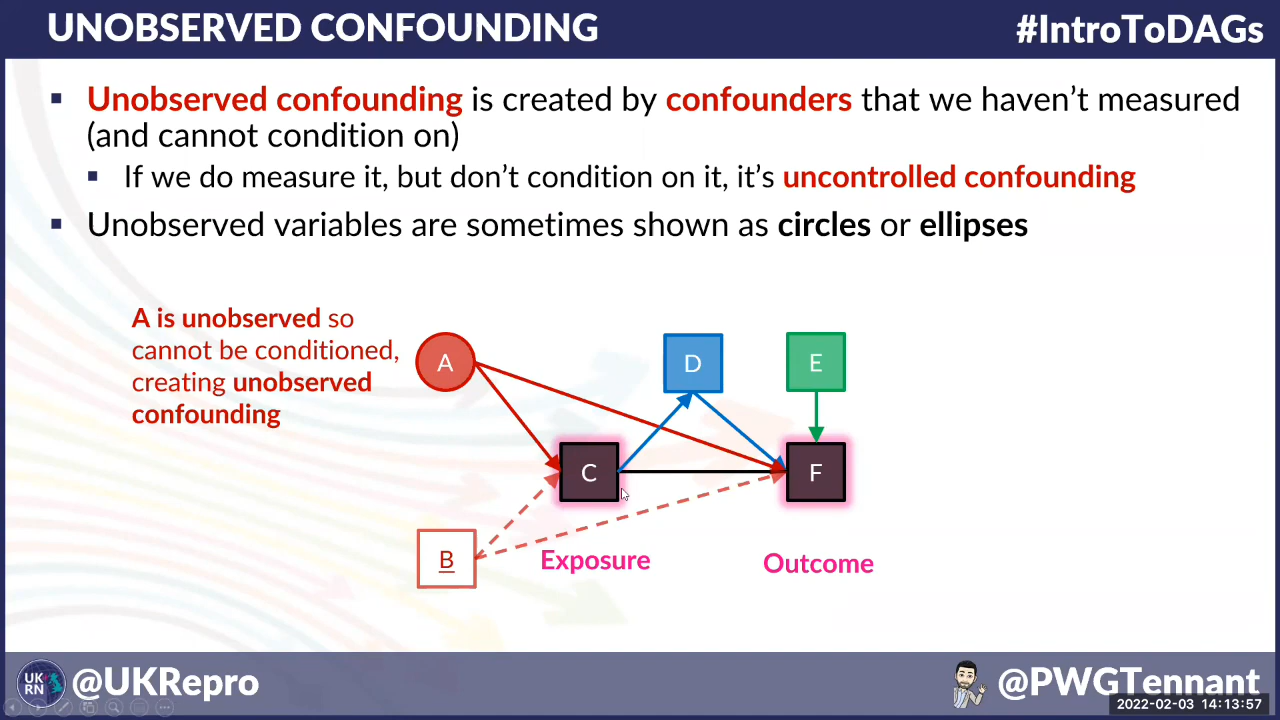 UNOBSERVED CONFOUNDING
#IntroToDAGs
▪ Unobserved confounding is created by confounders that we haven’t measured
(and cannot condition on)
▪ If we do measure it, but don’t condition on it, it’s uncontrolled confounding
▪ Unobserved variables are sometimes shown as circles or ellipses
A is unobserved so
cannot be conditioned,
creating unobserved
confounding
A
D
E
C
F
B
Exposure
Outcome
UK
RN
@UKRepro
@PWGTennant
2022-02-03 14:13:57